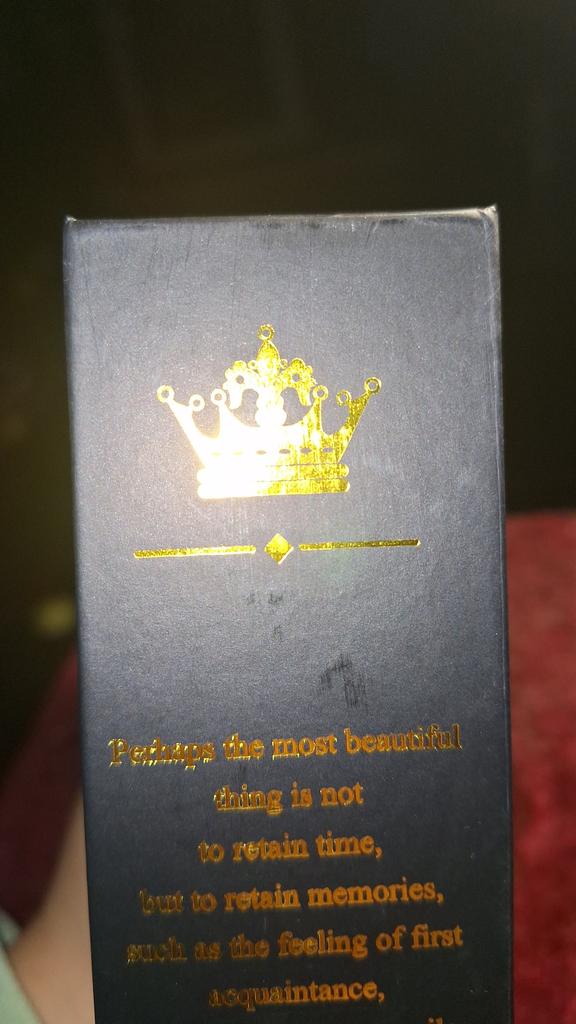 Perhaps the most beautiful
thing is not
to retain time,
but to retain memories,
such as the feeling of first
acquaintance,